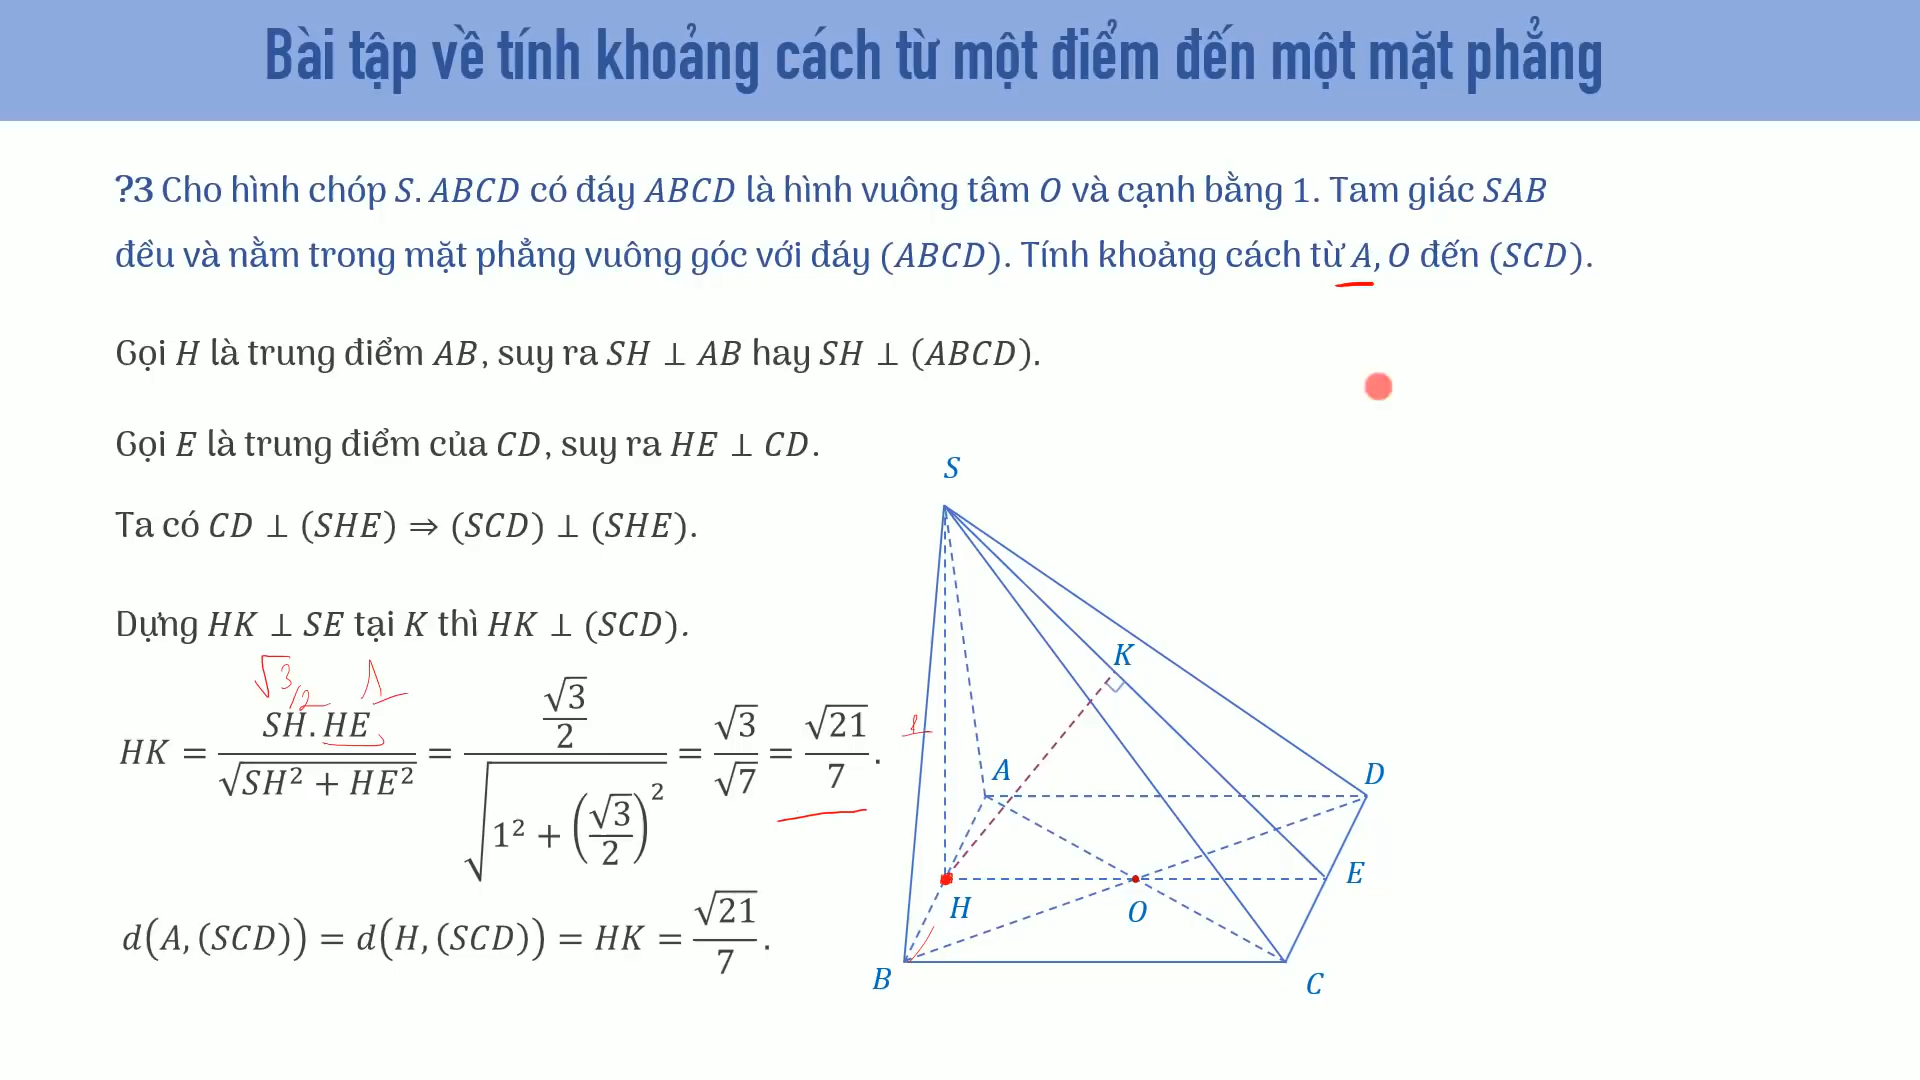 Bài tập về tính khoảng cách từ một điểm đến một mặt phẳng
?3 Cho hình chóp S.ABCD có đáy ABCD là hình vuông tâm O và cạnh bằng 1. Tam giác SAB
đều và nằm trong mặt phẳng vuông góc với đáy (ABCD). Tính khoảng cách từ A, O đến (SCD).
Gọi H là trung điểm AB, suy ra SH ⊥ AB hay SH ⊥ (ABCD).
Gọi E là trung điểm của CD, suy ra HE ⊥ CD.
Ta có CD ⊥ (SHE) ⇒ (SCD) ⊥ (SHE).
Dựng HK ⊥ SE tại K thì HK ⊥ (SCD).
√3/2 1
HK = SH.HE / √(SH² + HE²) = (√3/2) / √(1² + (√3/2)²) = √3/√7 = √21/7.
d(A, (SCD)) = d(H, (SCD)) = HK = √21/7.
S
K
1
A
D
E
H
O
B
C